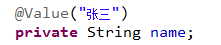 @Value("张三")
private String name;